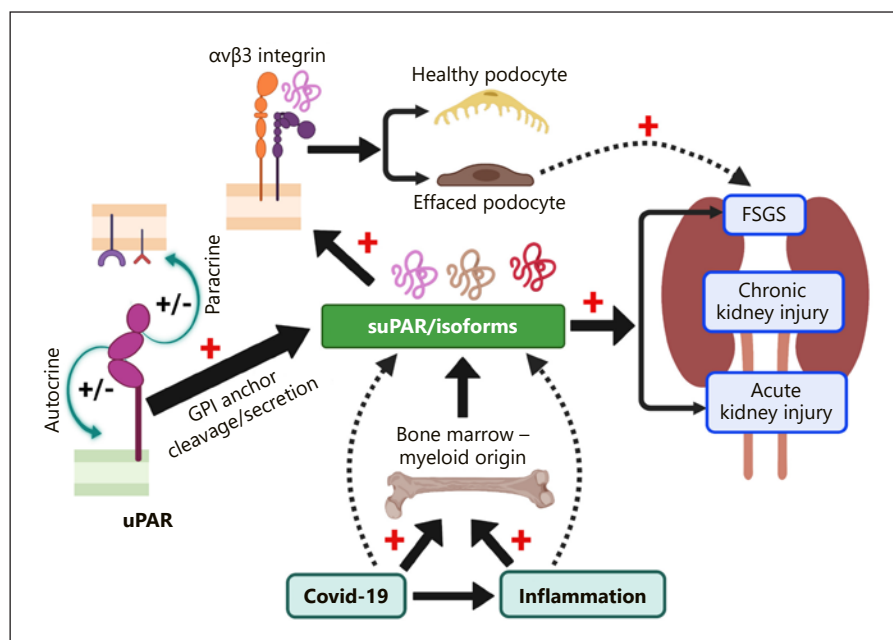 αvβ3 integrin
Healthy podocyte
+
Effaced podocyte
FSGS
Paracrine
+/-
+
+
Chronic
kidney injury
suPAR/isoforms
+
Autocrine
+/-
GPI anchor
cleavage/secretion
Acute
kidney injury
Bone marrow –
myeloid origin
uPAR
+
+
Covid-19
Inflammation